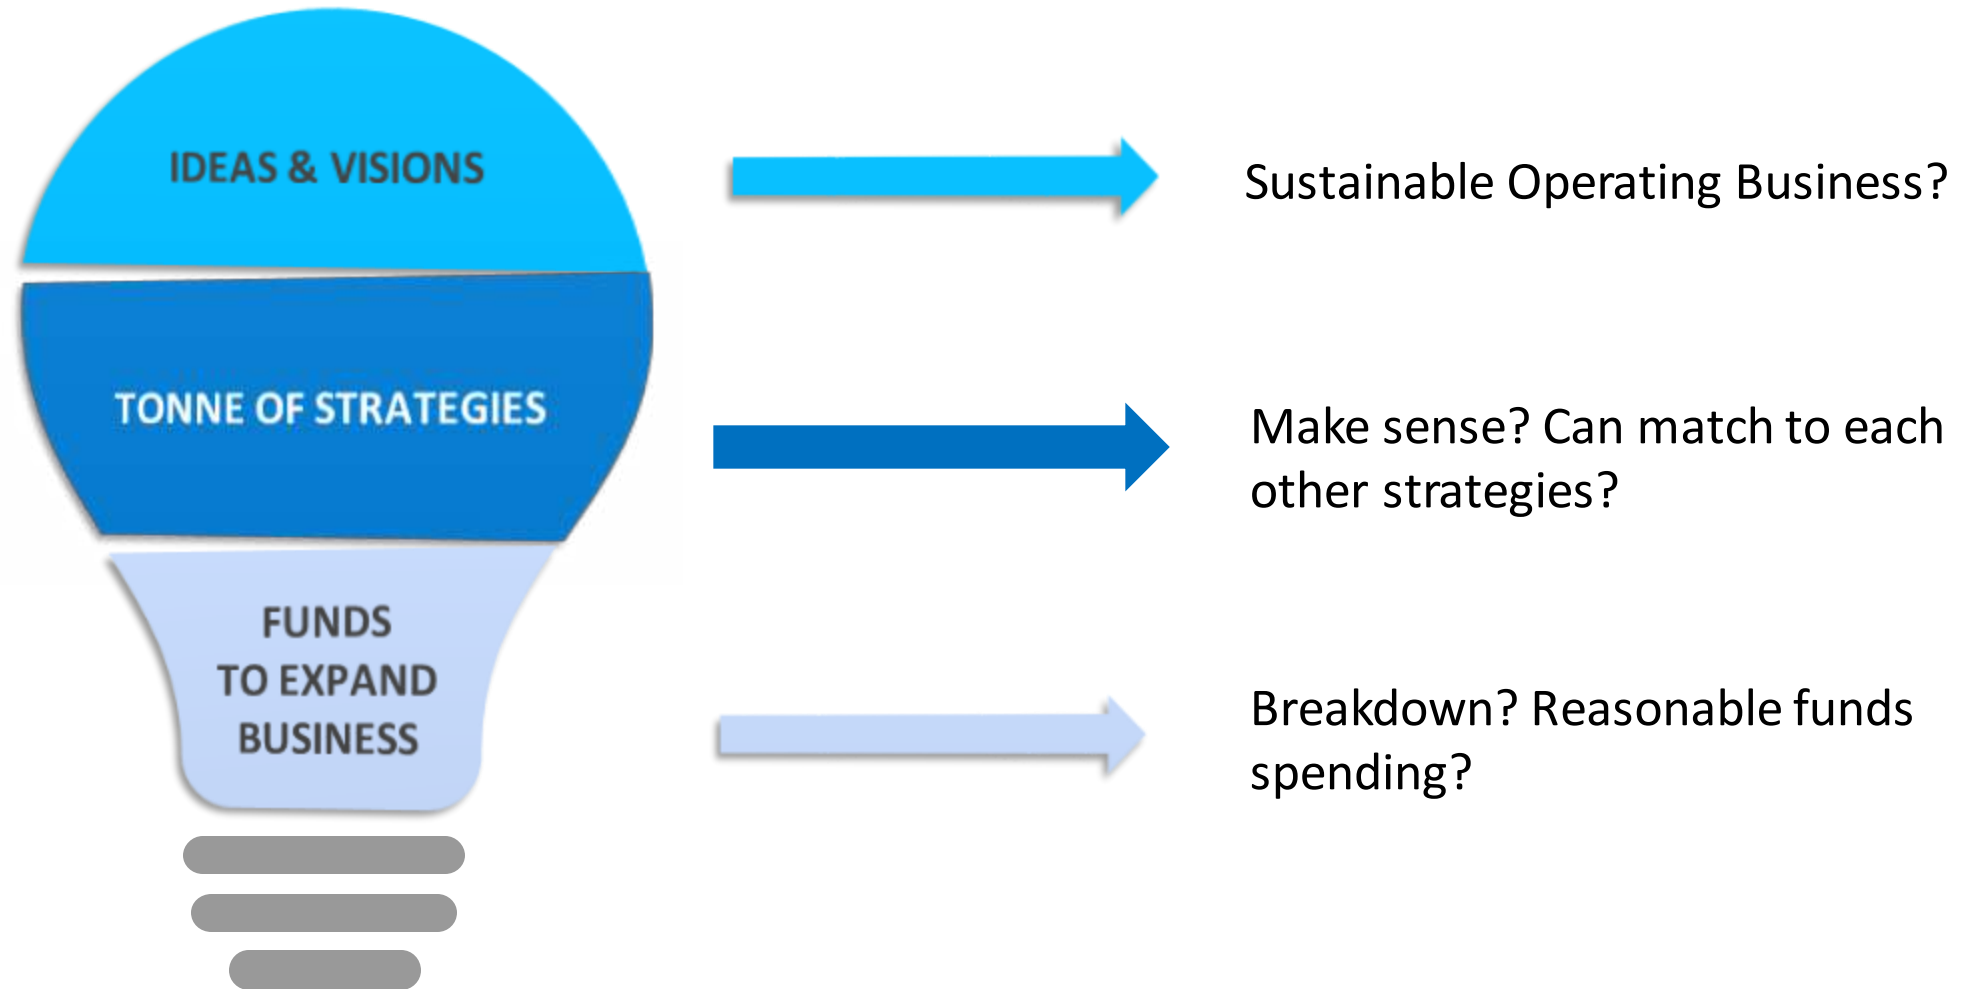 IDEAS & VISIONS
Sustainable Operating Business?
TONNE OF STRATEGIES
Make sense? Can match to each
other strategies?
FUNDS
TO EXPAND
BUSINESS
Breakdown? Reasonable funds
spending?